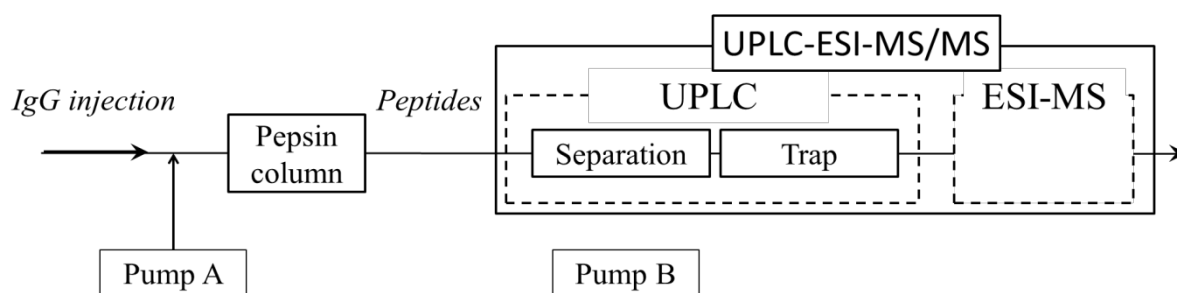 UPLC-ESI-MS/MS
IgG injection
Peptides
UPLC
ESI-MS
Pepsin
column
Separation
Trap
Pump A
Pump B